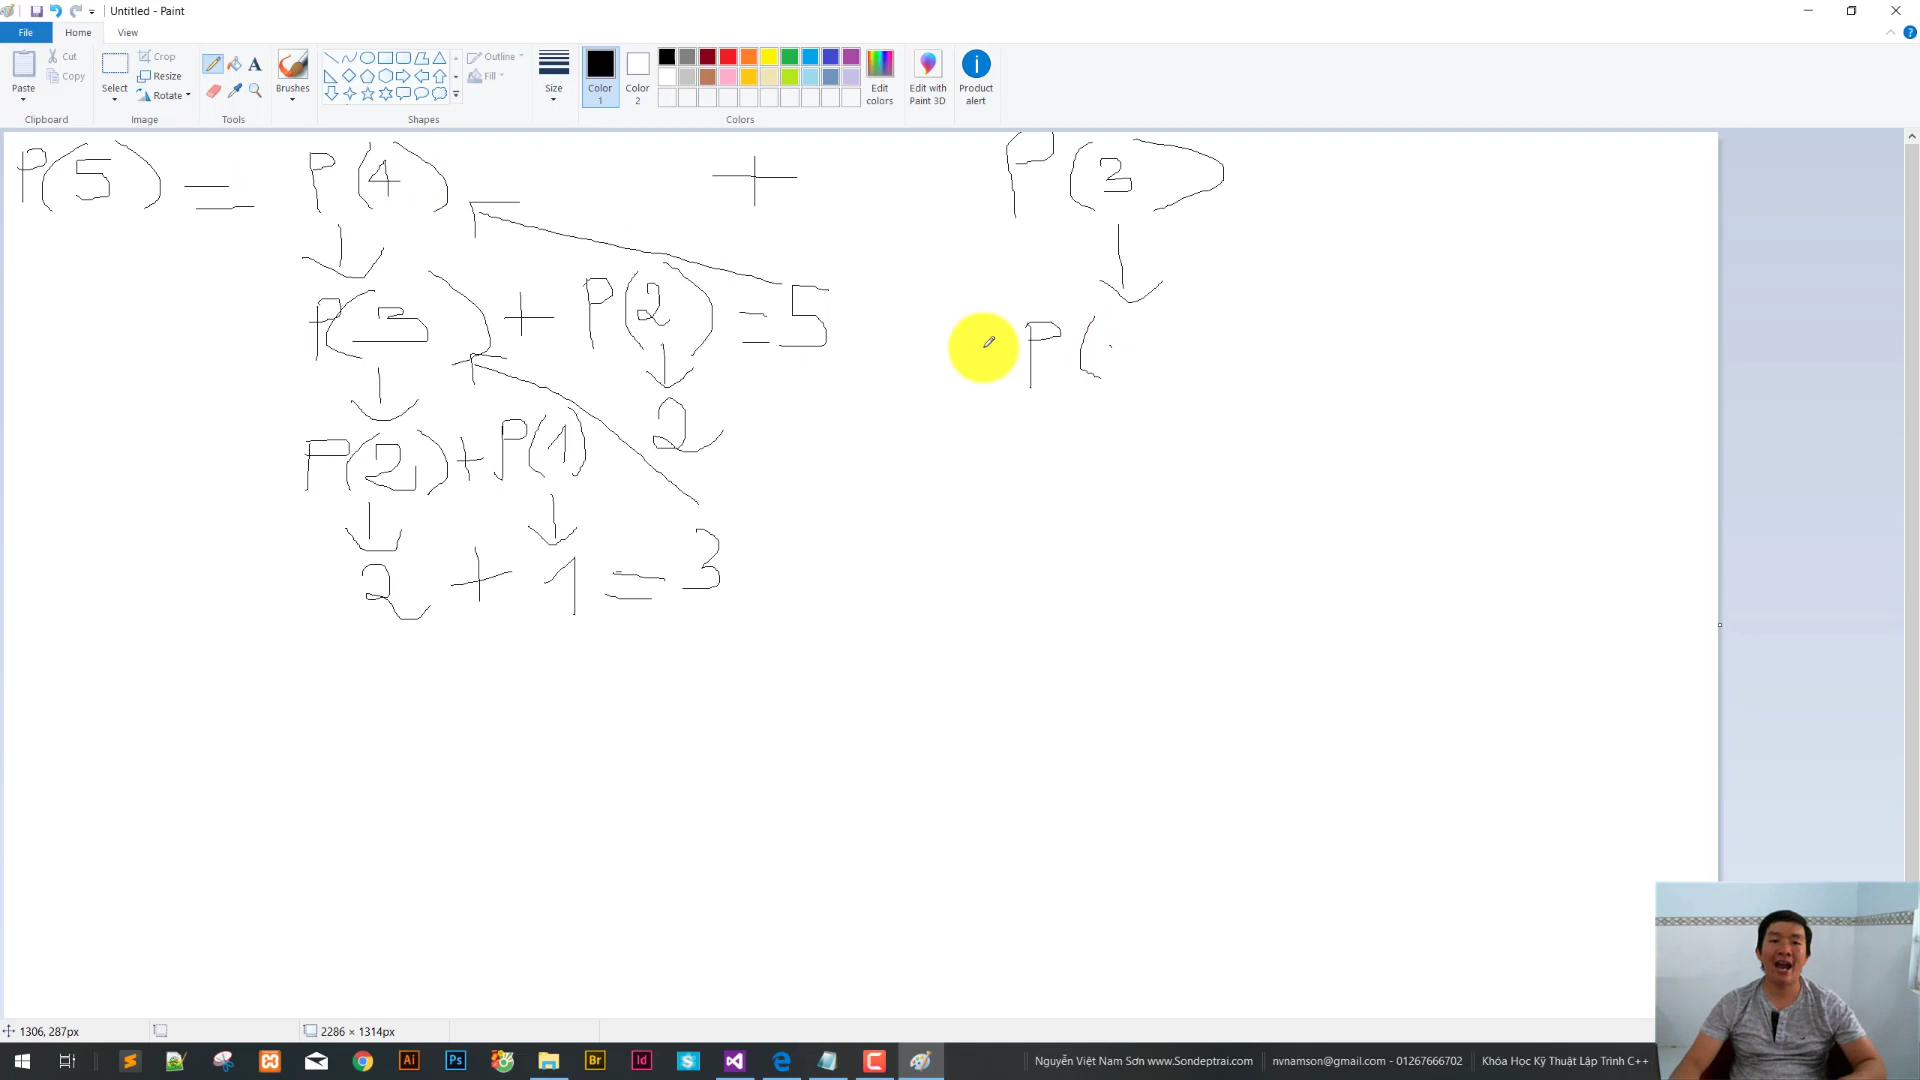 Untitled - Paint
File Home View
Paste
Cut
Copy
Clipboard
Select
Crop
Resize
Rotate
Image
Tools
Brushes
Shapes
Outline
Fill
Size
Color 1
Color 2
Colors
Edit colors
Edit with Paint 3D
Product alert
P(5) = P(4) + P(3)
P(3) + P(2) = 5
P(
2
P(2) + P(1)
2 + 1 = 3
1306, 287px
2286 × 1314px
Nguyễn Việt Nam Sơn www.Sondeptrai.com
nvnamson@gmail.com - 01267666702
Khóa Học Kỹ Thuật Lập Trình C++